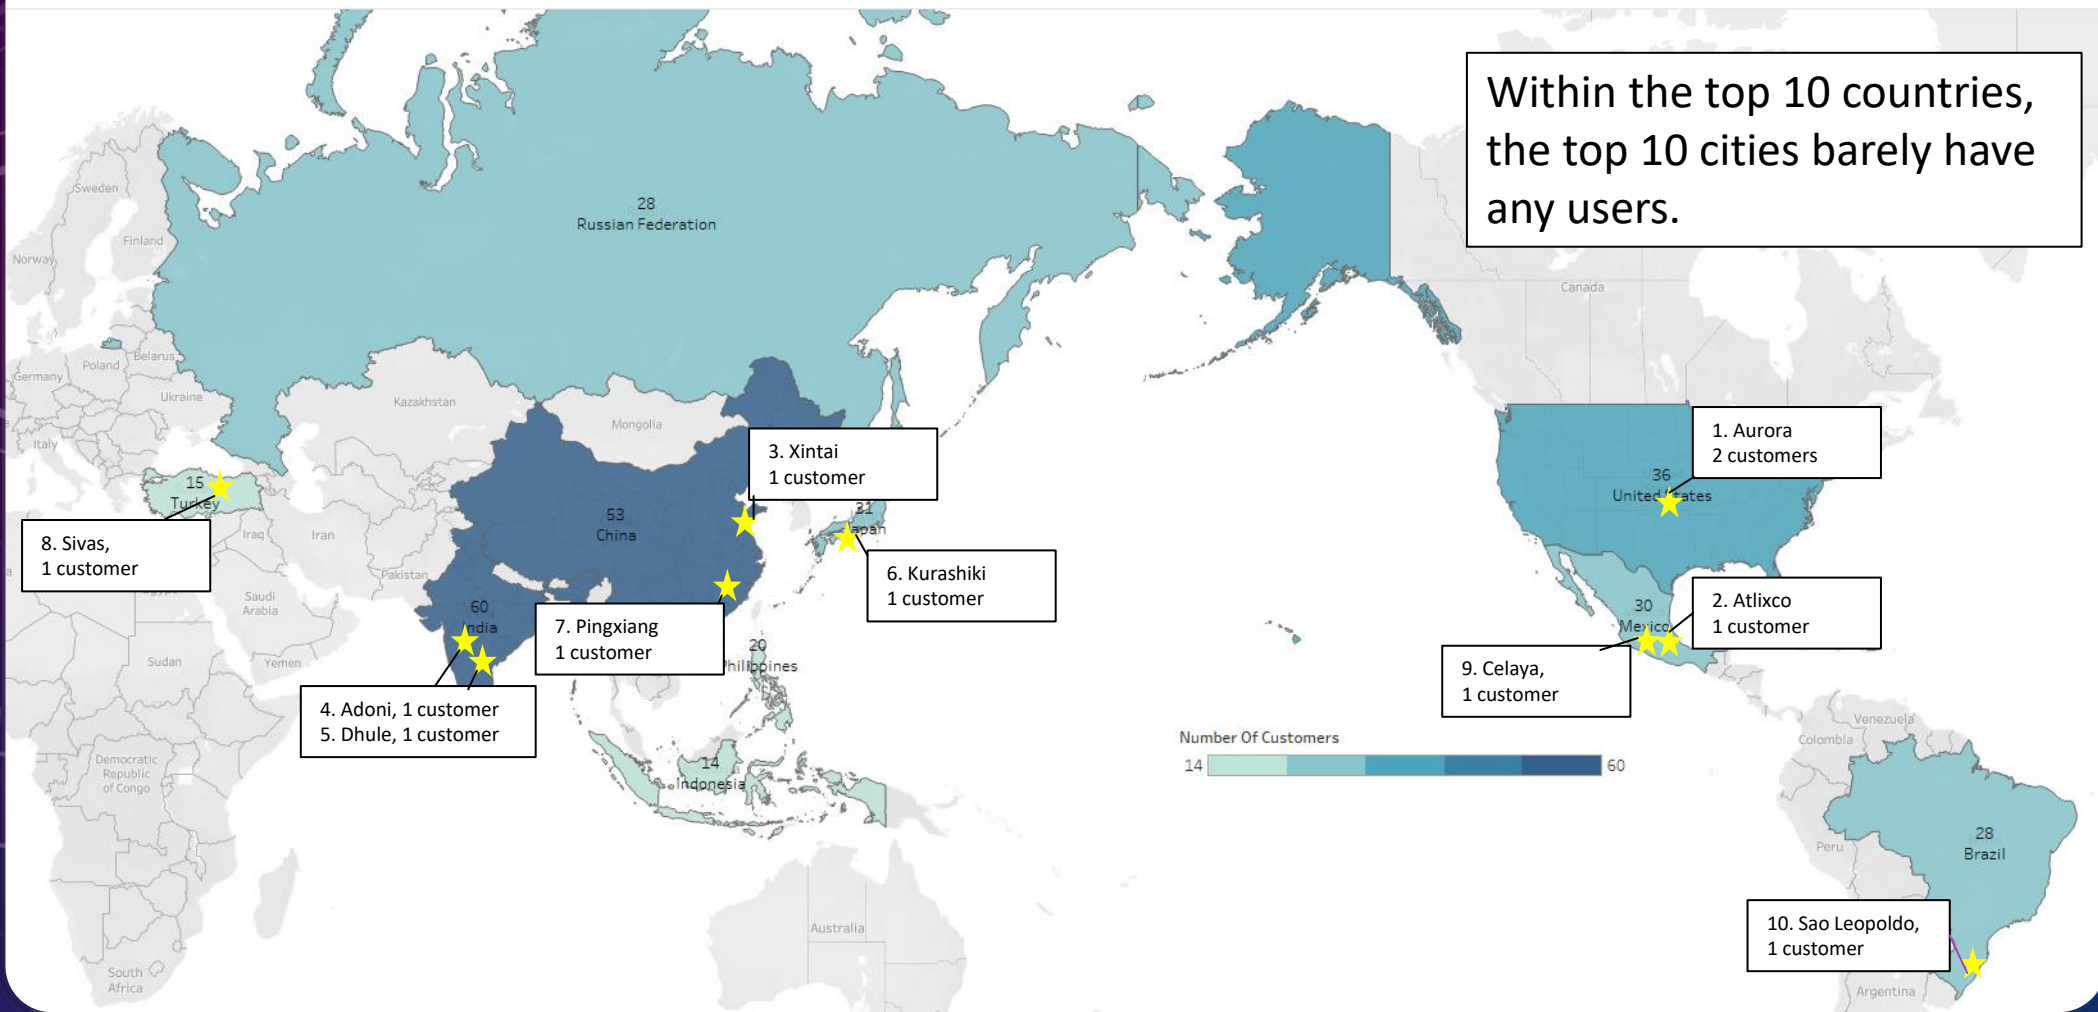 Within the top 10 countries,
the top 10 cities barely have
any users.
Sweden
Finland
Norway
28
Russian Federation
Canada
Belarus
Poland
Germany
Ukraine
Kazakhstan
Mongolia
Italy
3. Xintai
1 customer
1. Aurora
2 customers
15
Turkey
36
United States
53
China
31
Japan
8. Sivas,
1 customer
Iraq
Iran
Pakistan
6. Kurashiki
1 customer
Saudi
Arabia
60
India
7. Pingxiang
1 customer
30
Mexico
2. Atlixco
1 customer
20
Philippines
Sudan
Yemen
9. Celaya,
1 customer
4. Adoni, 1 customer
5. Dhule, 1 customer
Number Of Customers
14
60
Venezuela
Colombia
14
Indonesia
Democratic
Republic
of Congo
28
Brazil
Peru
Australia
10. Sao Leopoldo,
1 customer
South
Africa
Argentina